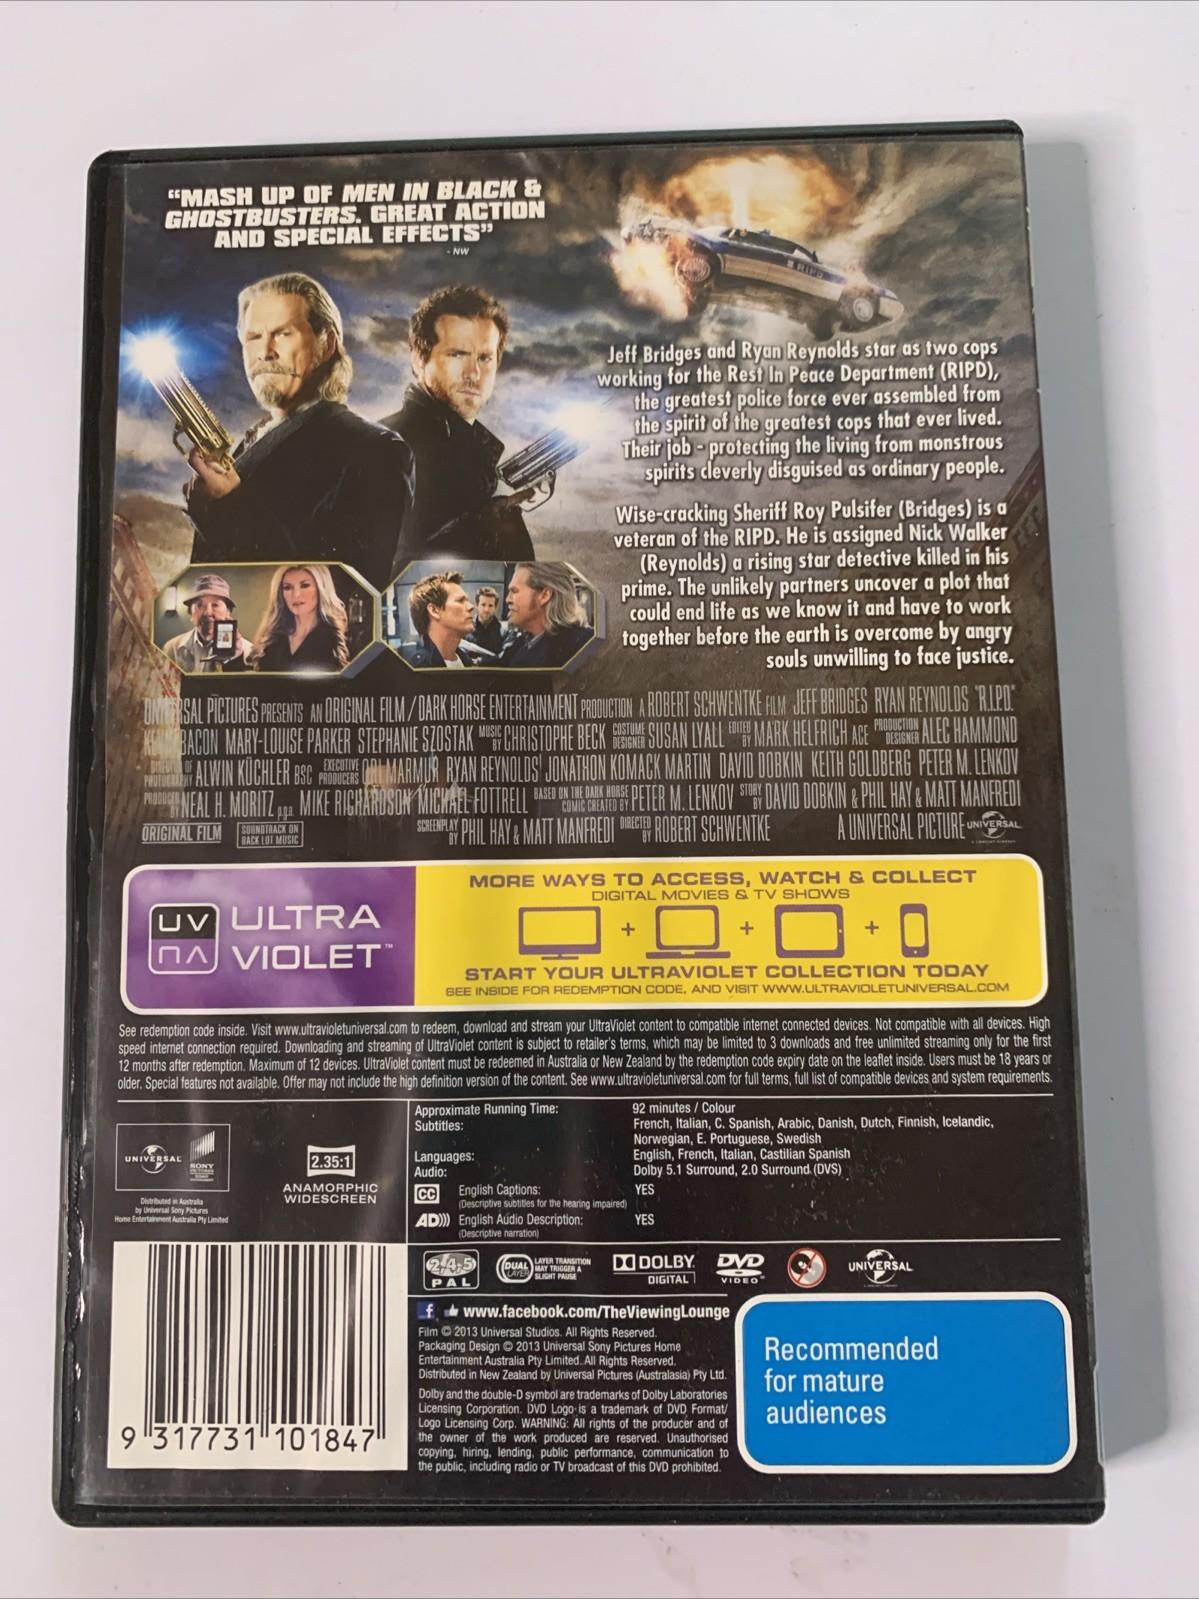 "MASH UP OF MEN IN BLACK &
GHOSTBUSTERS. GREAT ACTION
AND SPECIAL EFFECTS"
- NW
RIPD
Jeff Bridges and Ryan Reynolds star as two cops
working for the Rest In Peace Department (RIPD),
the greatest police force ever assembled from
the spirit of the greatest cops that ever lived.
Their job - protecting the living from monstrous
spirits cleverly disguised as ordinary people.
Wise-cracking Sheriff Roy Pulsifer (Bridges) is a
veteran of the RIPD. He is assigned Nick Walker
(Reynolds) a rising star detective killed in his
prime. The unlikely partners uncover a plot that
could end life as we know it and have to work
together before the earth is overcome by angry
souls unwilling to face justice.
UNIVERSAL PICTURES PRESENTS AN ORIGINAL FILM / DARK HORSE ENTERTAINMENT PRODUCTION A ROBERT SCHWENTKE FILM JEFF BRIDGES RYAN REYNOLDS "R.I.P.D."
KEVIN BACON MARY-LOUISE PARKER STEPHANIE SZOSTAK MUSIC BY CHRISTOPHE BECK COSTUME DESIGNER SUSAN LYALL EDITED BY MARK HELFRICH ACE PRODUCTION DESIGNER ALEC HAMMOND
DIRECTOR OF PHOTOGRAPHY ALWIN KÜCHLER BSC EXECUTIVE PRODUCERS ORI MARMUR RYAN REYNOLDS JONATHON KOMACK MARTIN DAVID DOBKIN KEITH GOLDBERG PETER M. LENKOV
PRODUCED BY NEAL H. MORITZ p.g.a. MIKE RICHARDSON MICHAEL FOTTRELL BASED ON THE DARK HORSE COMIC CREATED BY PETER M. LENKOV STORY BY DAVID DOBKIN & PHIL HAY & MATT MANFREDI
ORIGINAL FILM SOUNDTRACK ON BACK LOT MUSIC SCREENPLAY BY PHIL HAY & MATT MANFREDI DIRECTED BY ROBERT SCHWENTKE A UNIVERSAL PICTURE UNIVERSAL
UV
ULTRA
VIOLET™
MORE WAYS TO ACCESS, WATCH & COLLECT
DIGITAL MOVIES & TV SHOWS
+ + +
START YOUR ULTRAVIOLET COLLECTION TODAY
SEE INSIDE FOR REDEMPTION CODE, AND VISIT WWW.ULTRAVIOLETUNIVERSAL.COM
See redemption code inside. Visit www.ultravioletuniversal.com to redeem, download and stream your UltraViolet content to compatible internet connected devices. Not compatible with all devices. High
speed internet connection required. Downloading and streaming of UltraViolet content is subject to retailer's terms, which may be limited to 3 downloads and free unlimited streaming only for the first
12 months after redemption. Maximum of 12 devices. UltraViolet content must be redeemed in Australia or New Zealand by the redemption code expiry date on the leaflet inside. Users must be 18 years or
older. Special features not available. Offer may not include the high definition version of the content. See www.ultravioletuniversal.com for full terms, full list of compatible devices and system requirements.
UNIVERSAL SONY PICTURES
Distributed in Australia
by Universal Sony Pictures
Home Entertainment Australia Pty Limited
2.35:1
ANAMORPHIC
WIDESCREEN
Approximate Running Time: 92 minutes / Colour
Subtitles: French, Italian, C. Spanish, Arabic, Danish, Dutch, Finnish, Icelandic,
Norwegian, E. Portuguese, Swedish
Languages: English, French, Italian, Castilian Spanish
Audio: Dolby 5.1 Surround, 2.0 Surround (DVS)
CC English Captions: YES
(Descriptive subtitles for the hearing impaired)
AD))) English Audio Description: YES
(Descriptive narration)
2,4,5
PAL
DUAL LAYER
LAYER TRANSITION
MAY TRIGGER A
SLIGHT PAUSE
DOLBY
DIGITAL
DVD
VIDEO
UNIVERSAL
f www.facebook.com/TheViewingLounge
Film © 2013 Universal Studios. All Rights Reserved.
Packaging Design © 2013 Universal Sony Pictures Home
Entertainment Australia Pty Limited. All Rights Reserved.
Distributed in New Zealand by Universal Pictures (Australasia) Pty Ltd.
Dolby and the double-D symbol are trademarks of Dolby Laboratories
Licensing Corporation. DVD Logo is a trademark of DVD Format/
Logo Licensing Corp. WARNING: All rights of the producer and of
the owner of the work produced are reserved. Unauthorised
copying, hiring, lending, public performance, communication to
the public, including radio or TV broadcast of this DVD prohibited.
9 317731 101847
Recommended
for mature
audiences